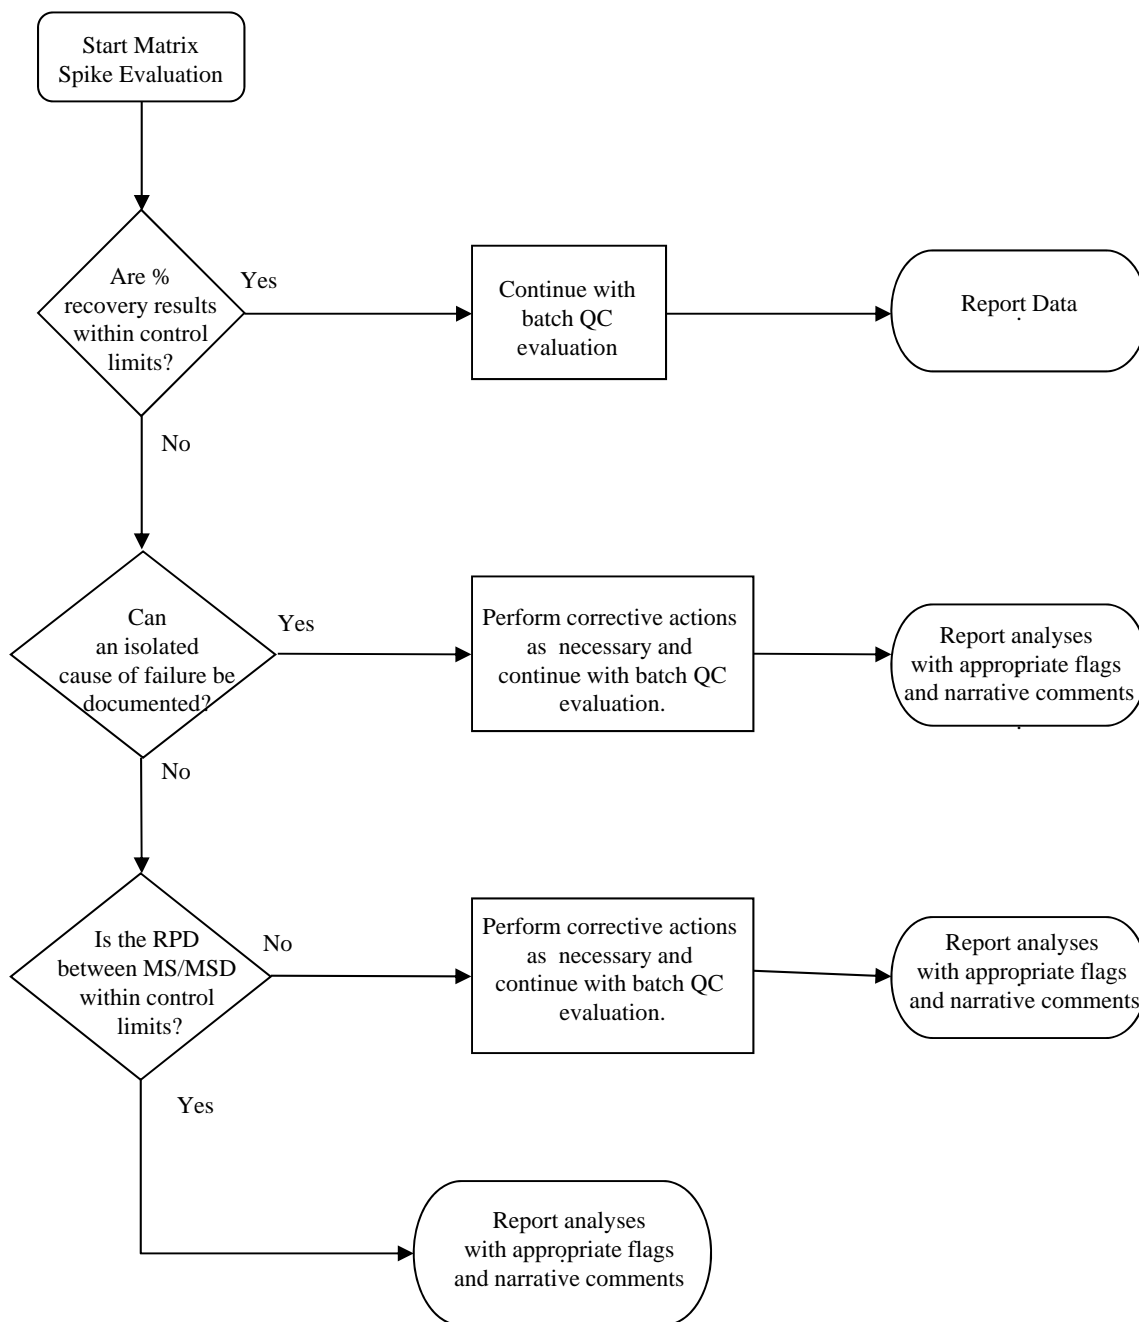 Start Matrix
Spike Evaluation
Are %
recovery results
within control
limits?
Yes
Continue with
batch QC
evaluation
Report Data
No
Can
an isolated
cause of failure be
documented?
Yes
Perform corrective actions
as necessary and
continue with batch QC
evaluation.
Report analyses
with appropriate flags
and narrative comments
No
Is the RPD
between MS/MSD
within control
limits?
No
Perform corrective actions
as necessary and
continue with batch QC
evaluation.
Report analyses
with appropriate flags
and narrative comments
Yes
Report analyses
with appropriate flags
and narrative comments